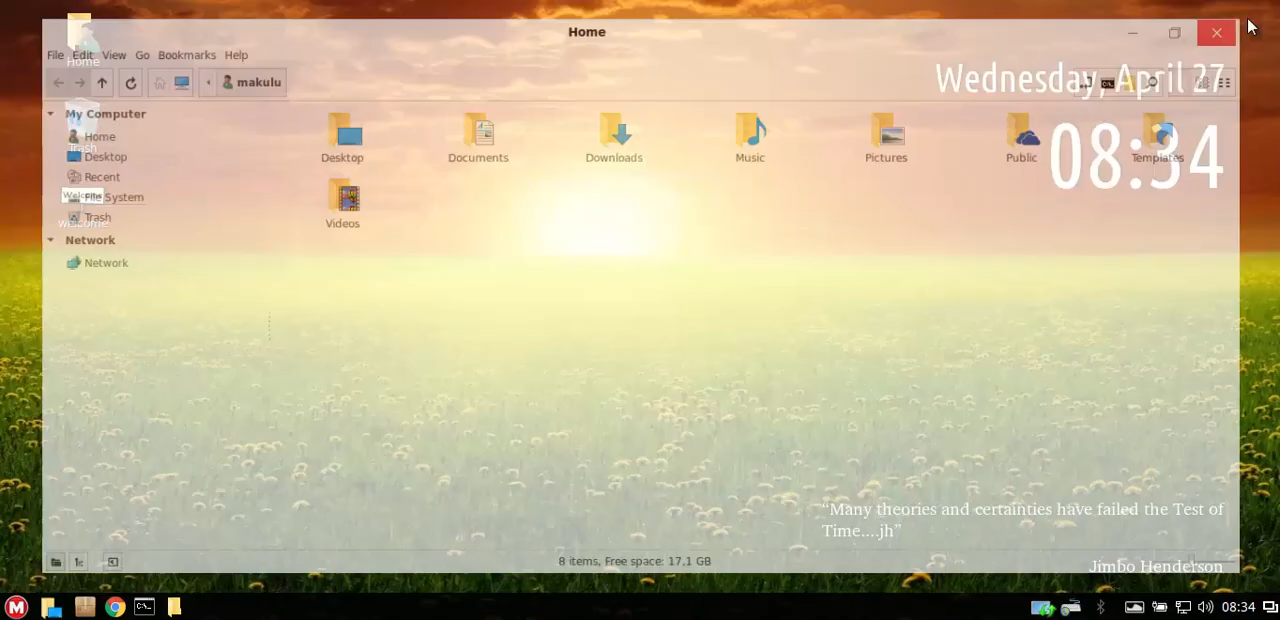 Home
File Edit View Go Bookmarks Help
Home
makulu
Wednesday, April 27
08:34
My Computer
Home
Desktop
Recent
File System
Trash
Network
Network
Trash
Welcome
welcome
Desktop
Documents
Downloads
Music
Pictures
Public
Templates
Videos
“Many theories and certainties have failed the Test of
Time....jh”
Jimbo Henderson
8 items, Free space: 17,1 GB
08:34